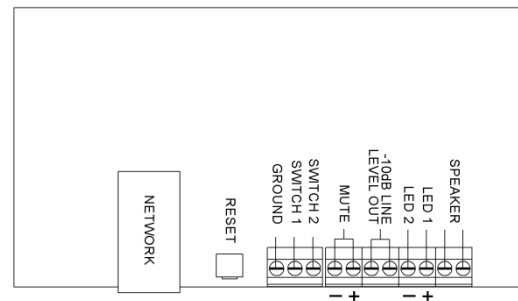 NETWORK
RESET
GROUND
SWITCH 1
SWITCH 2
MUTE
-10dB LINE
LEVEL OUT
LED 2
LED 1
SPEAKER
− +
− +